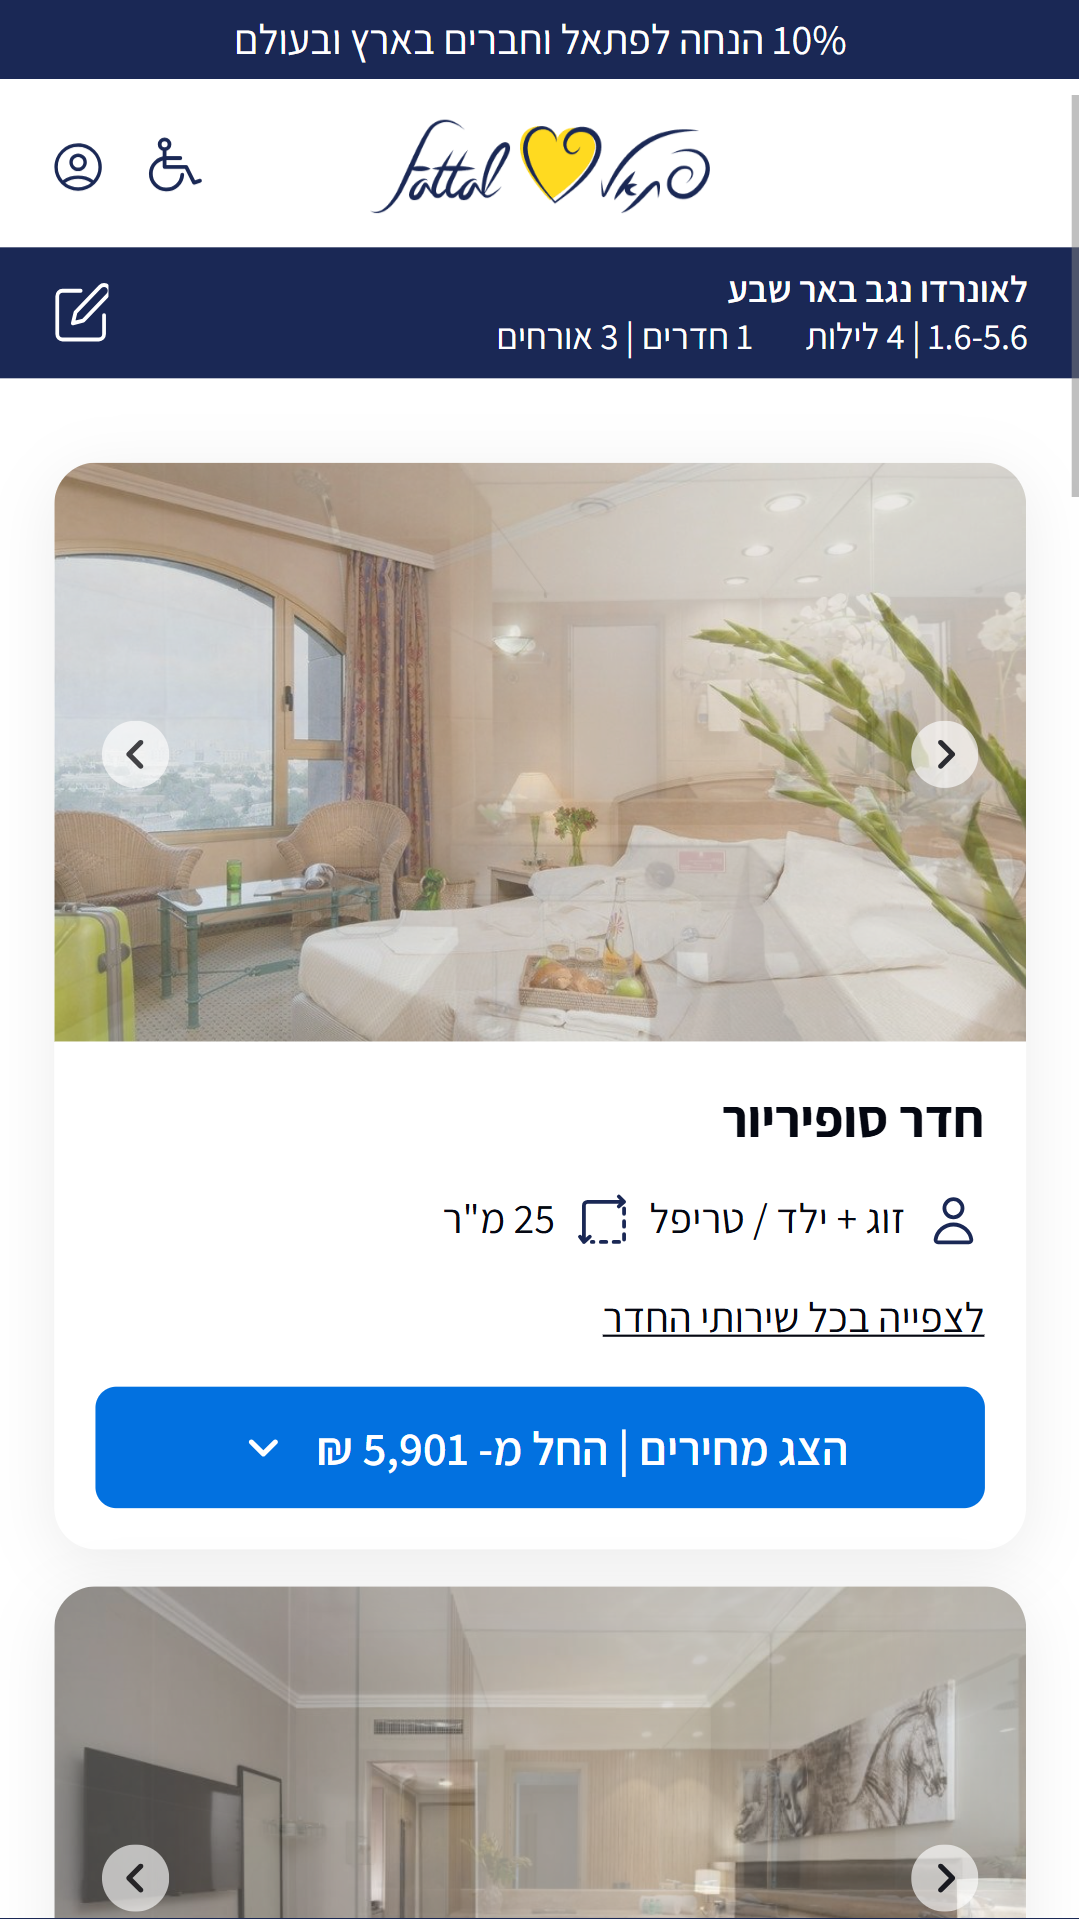 10% הנחה לפתאל וחברים בארץ ובעולם
fattal פתאל
לאונרדו נגב באר שבע
1.6-5.6 | 4 לילות 1 חדרים | 3 אורחים
חדר סופיריור
זוג + ילד / טריפל 25 מ"ר
לצפייה בכל שירותי החדר
הצג מחירים | החל מ- 5,901 ₪